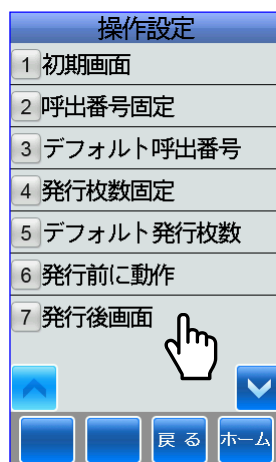 操作設定
1 初期画面
2 呼出番号固定
3 デフォルト呼出番号
4 発行枚数固定
5 デフォルト発行枚数
6 発行前に動作
7 発行後画面
戻る ホーム